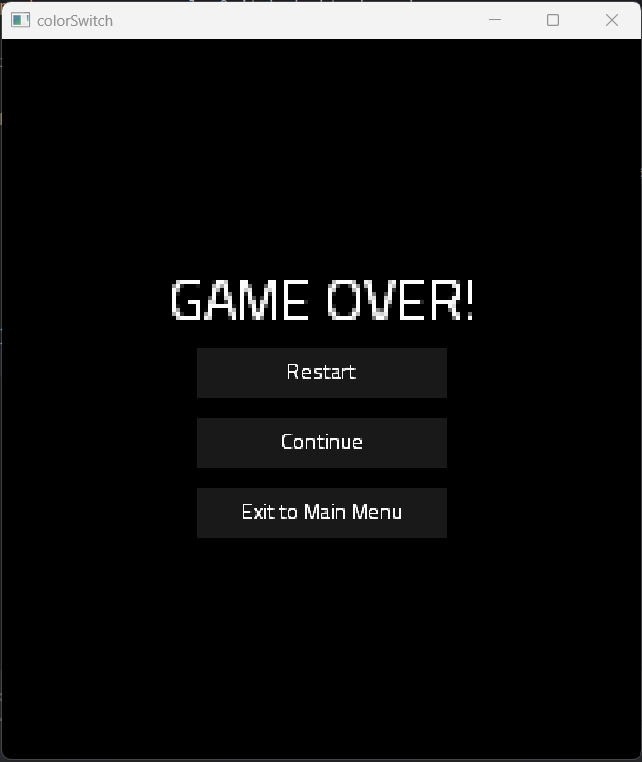 colorSwitch
GAME OVER!
Restart
Continue
Exit to Main Menu